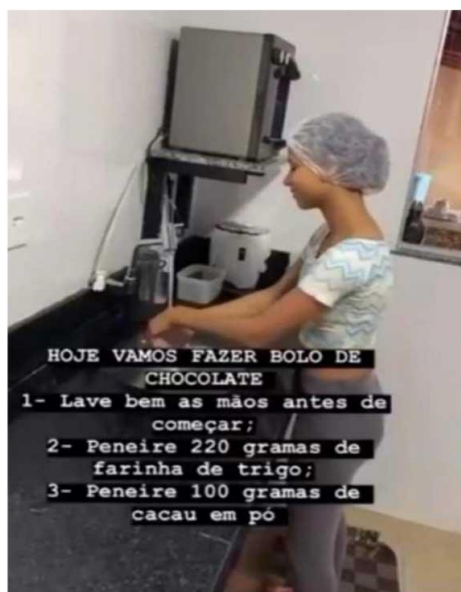 HOJE VAMOS FAZER BOLO DE
CHOCOLATE
1- Lave bem as mãos antes de
começar;
2- Peneire 220 gramas de
farinha de trigo;
3- Peneire 100 gramas de
cacau em pó